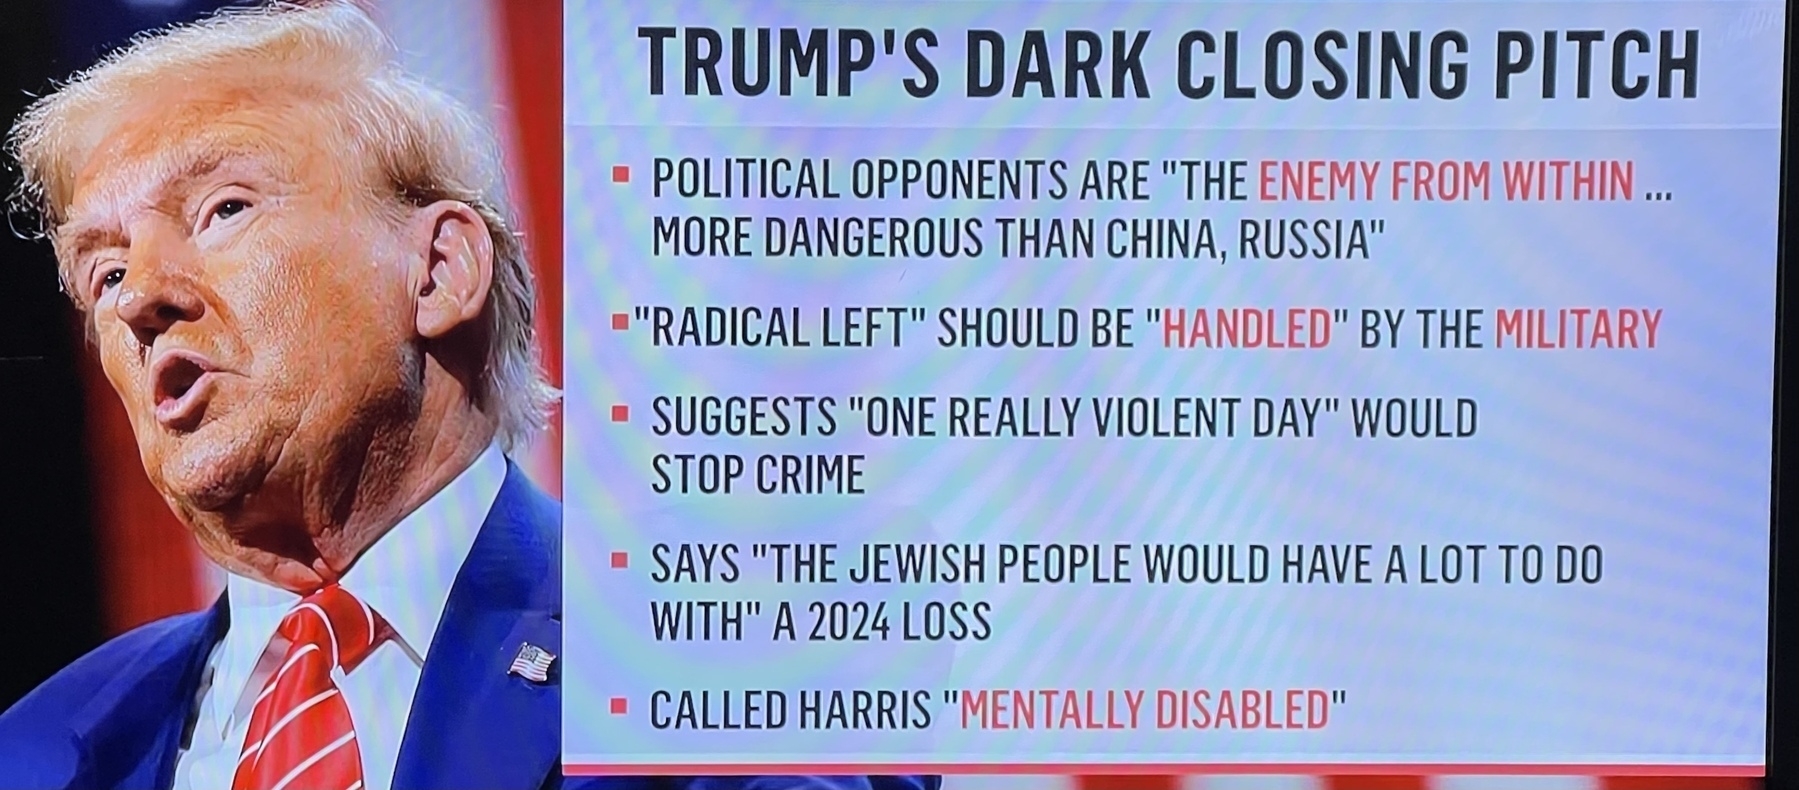 TRUMP'S DARK CLOSING PITCH
▪ POLITICAL OPPONENTS ARE "THE ENEMY FROM WITHIN ...
MORE DANGEROUS THAN CHINA, RUSSIA"
▪"RADICAL LEFT" SHOULD BE "HANDLED" BY THE MILITARY
▪ SUGGESTS "ONE REALLY VIOLENT DAY" WOULD
STOP CRIME
▪ SAYS "THE JEWISH PEOPLE WOULD HAVE A LOT TO DO
WITH" A 2024 LOSS
▪ CALLED HARRIS "MENTALLY DISABLED"